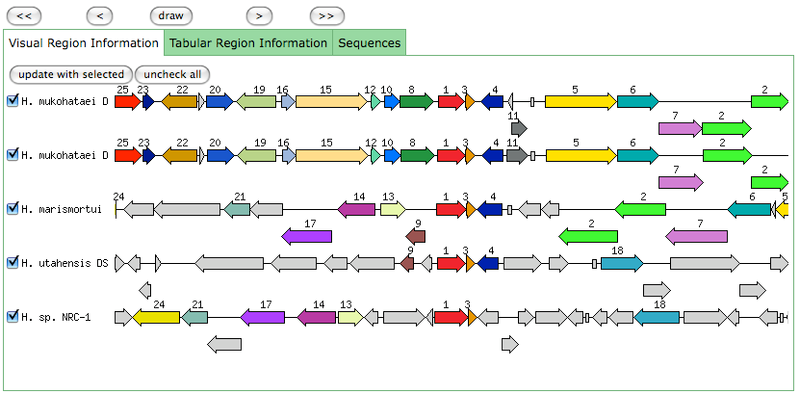 << < draw > >>
Visual Region Information Tabular Region Information Sequences
update with selected uncheck all
25 23 22 20 19 16 15 12 10 8 1 3 4 5 6 2
H. mukohataei D
11 7 2
25 23 22 20 19 16 15 12 10 8 1 3 4 11 5 6 2
H. mukohataei D
7 2
24 21 14 13 1 3 4 2 6 5
H. marismortui
17 9 2 7
9 1 3 4 18
H. utahensis DS
24 21 17 14 13 1 3 18
H. sp. NRC-1